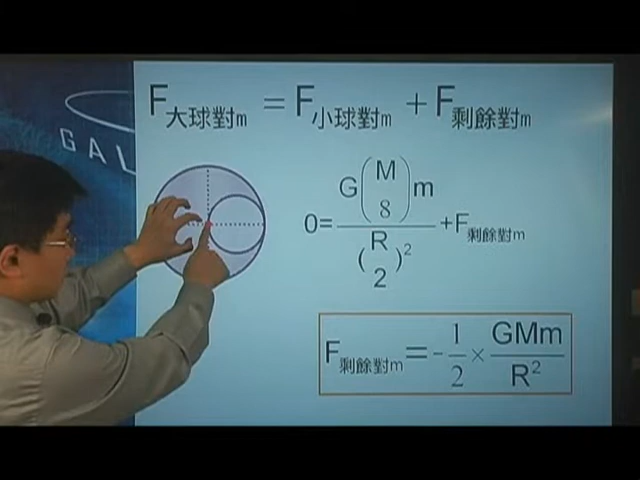 GAL
F大球對m = F小球對m + F剩餘對m
0 = G(M/8)m / (R/2)² + F剩餘對m
F剩餘對m = - 1/2 × GMm/R²